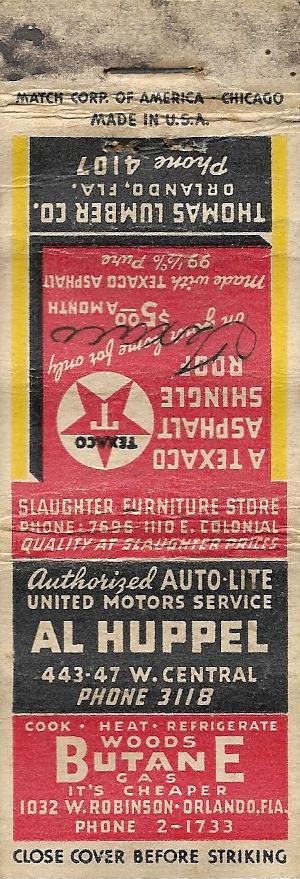 MATCH CORP. OF AMERICA - CHICAGO
MADE IN U.S.A.
A TEXACO
ASPHALT
SHINGLE
ROOF
TEXACO
T
on your home for only
$5.00
A MONTH
Texaco
Made with TEXACO ASPHALT
99½% Pure
THOMAS LUMBER CO.
ORLANDO, FLA.
Phone 4107
SLAUGHTER FURNITURE STORE
PHONE: 7696 - 1110 E. COLONIAL
QUALITY AT SLAUGHTER PRICES
Authorized AUTO-LITE
UNITED MOTORS SERVICE
AL HUPPEL
443-47 W. CENTRAL
PHONE 3118
COOK • HEAT • REFRIGERATE
WOODS
BUTANE
GAS
IT'S CHEAPER
1032 W. ROBINSON • ORLANDO, FLA.
PHONE 2-1733
CLOSE COVER BEFORE STRIKING